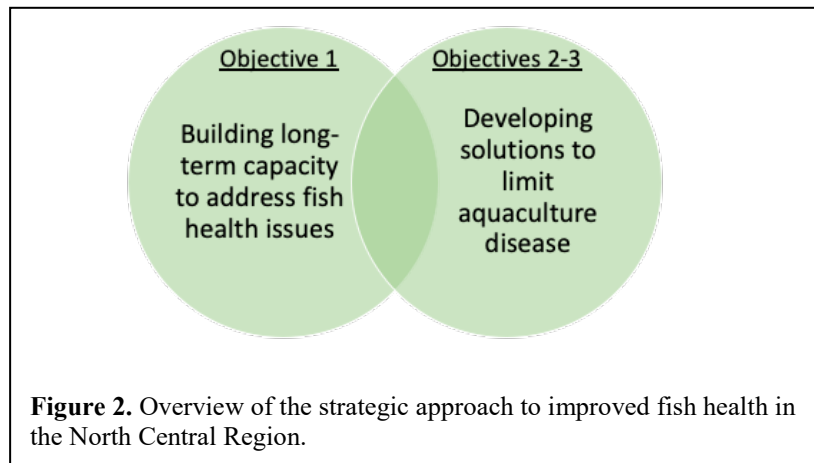 Objective 1
Building long-
term capacity
to address fish
health issues
Objectives 2-3
Developing
solutions to
limit
aquaculture
disease
Figure 2. Overview of the strategic approach to improved fish health in
the North Central Region.